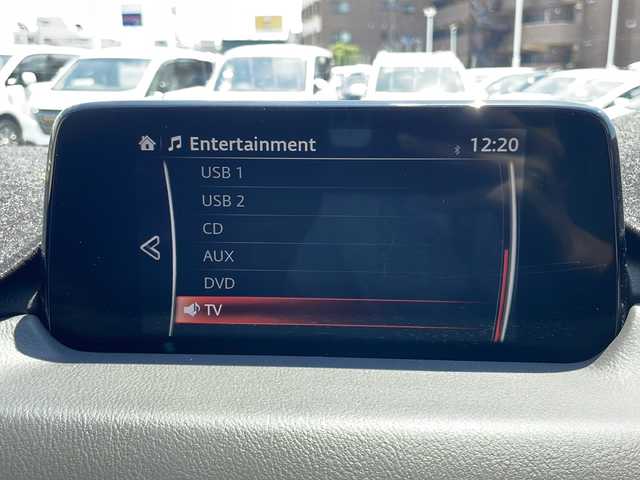 Entertainment 12:20
USB 1
USB 2
CD
AUX
DVD
TV